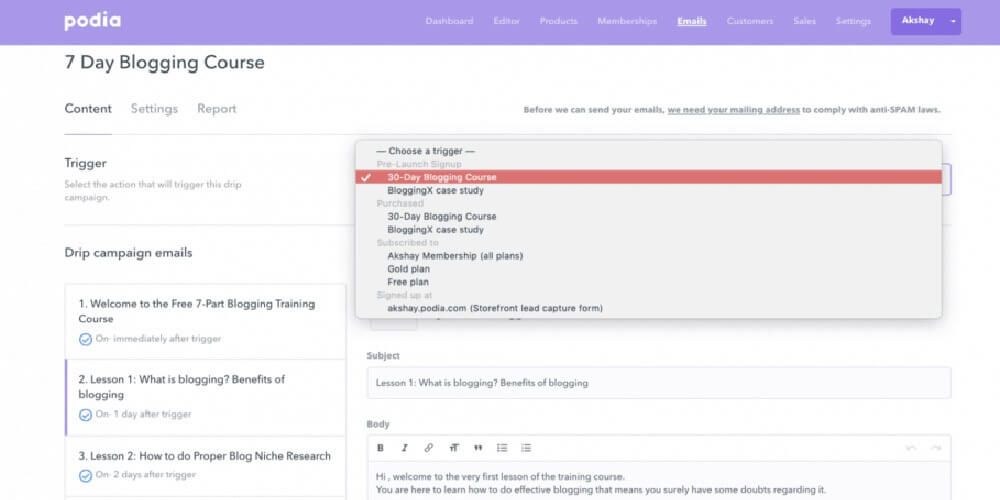 podia
Dashboard Editor Products Memberships Emails Customers Sales Settings Akshay
7 Day Blogging Course
Content Settings Report
Before we can send your emails, we need your mailing address to comply with anti-SPAM laws.
Trigger
Select the action that will trigger this drip
campaign.
— Choose a trigger —
Pre-Launch Signup
30-Day Blogging Course
BloggingX case study
Purchased
30-Day Blogging Course
BloggingX case study
Subscribed to
Akshay Membership (all plans)
Gold plan
Free plan
Signed up at
akshay.podia.com (Storefront lead capture form)
Drip campaign emails
1. Welcome to the Free 7-Part Blogging Training
Course
On· immediately after trigger
2. Lesson 1: What is blogging? Benefits of
blogging
On· 1 day after trigger
3. Lesson 2: How to do Proper Blog Niche Research
On· 2 days after trigger
Subject
Lesson 1: What is blogging? Benefits of blogging
Body
Hi , welcome to the very first lesson of the training course.
You are here to learn how to do effective blogging that means you surely have some doubts regarding it.